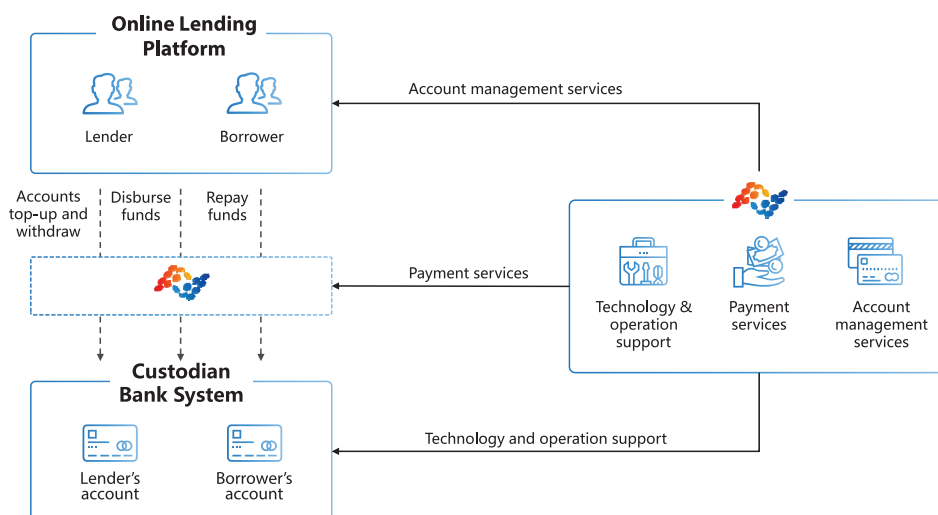 Online Lending
Platform
Lender
Borrower
Account management services
Accounts
top-up and
withdraw
Disburse
funds
Repay
funds
Payment services
Technology &
operation
support
Payment
services
Account
management
services
Custodian
Bank System
Lender's
account
Borrower's
account
Technology and operation support